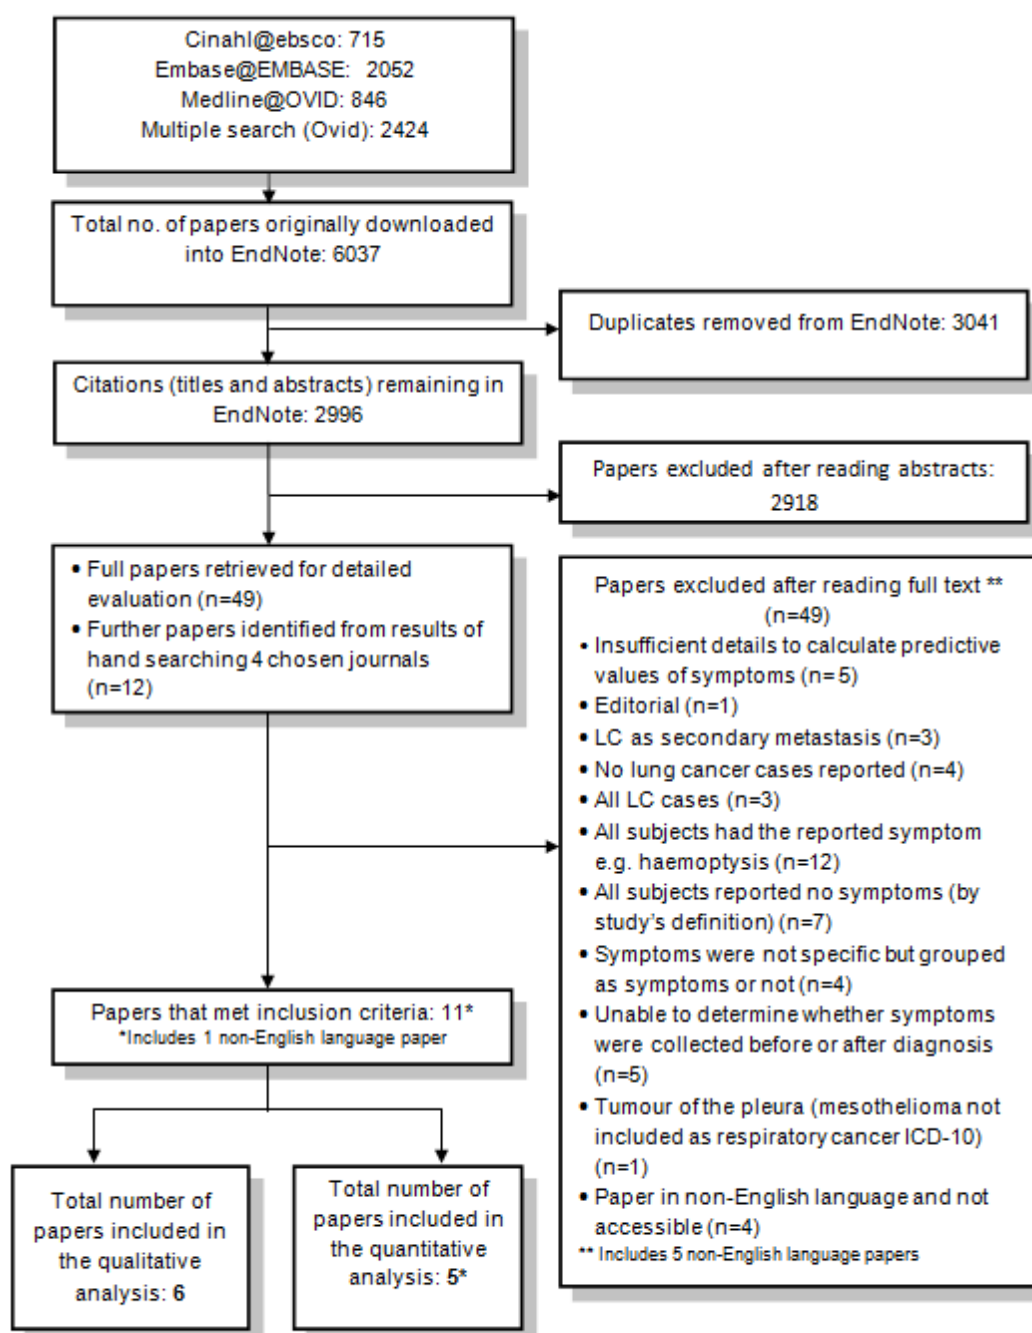 Cinahl@ebsco: 715
Embase@EMBASE: 2052
Medline@OVID: 846
Multiple search (Ovid): 2424
Total no. of papers originally downloaded
into EndNote: 6037
Duplicates removed from EndNote: 3041
Citations (titles and abstracts) remaining in
EndNote: 2996
Papers excluded after reading abstracts:
2918
• Full papers retrieved for detailed
evaluation (n=49)
• Further papers identified from results of
hand searching 4 chosen journals
(n=12)
Papers excluded after reading full text **
(n=49)
• Insufficient details to calculate predictive
values of symptoms (n=5)
• Editorial (n=1)
• LC as secondary metastasis (n=3)
• No lung cancer cases reported (n=4)
• All LC cases (n=3)
• All subjects had the reported symptom
e.g. haemoptysis (n=12)
• All subjects reported no symptoms (by
study's definition) (n=7)
• Symptoms were not specific but grouped
as symptoms or not (n=4)
• Unable to determine whether symptoms
were collected before or after diagnosis
(n=5)
• Tumour of the pleura (mesothelioma not
included as respiratory cancer ICD-10)
(n=1)
• Paper in non-English language and not
accessible (n=4)
** Includes 5 non-English language papers
Papers that met inclusion criteria: 11*
*Includes 1 non-English language paper
Total number of
papers included in
the qualitative
analysis: 6
Total number of
papers included in
the quantitative
analysis: 5*